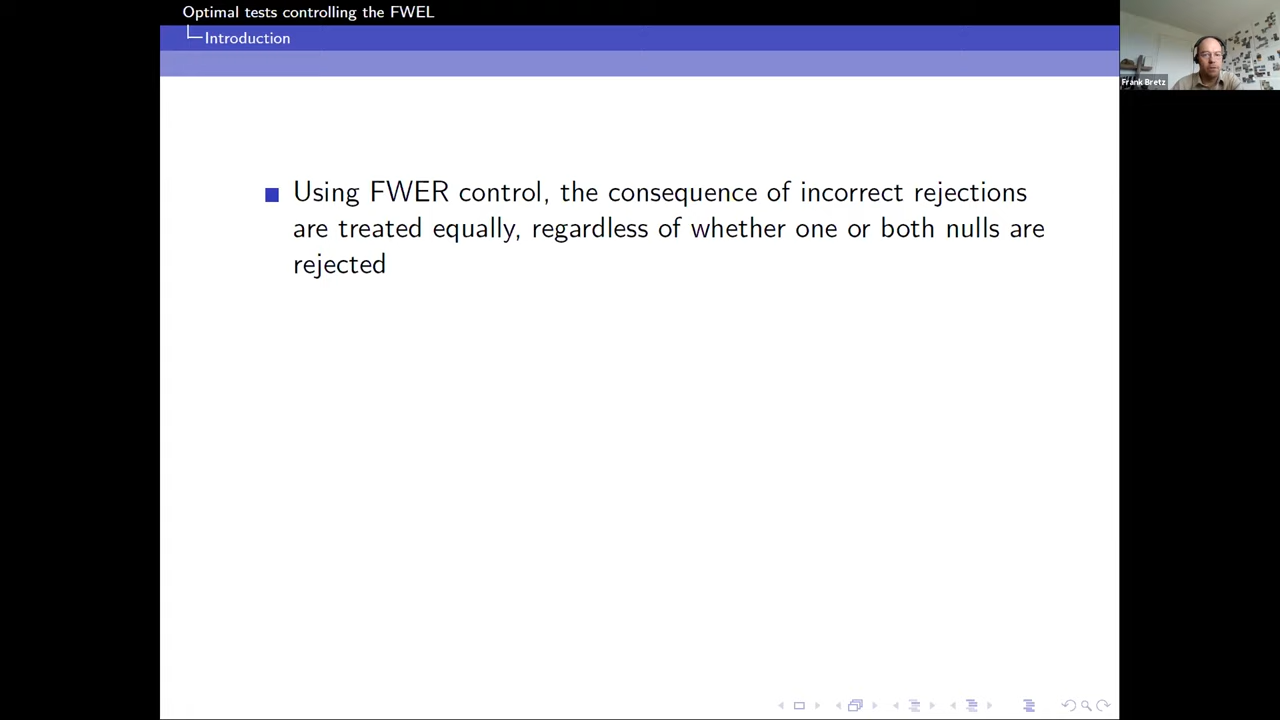 Optimal tests controlling the FWEL
Introduction
Frank Bretz
Using FWER control, the consequence of incorrect rejections
are treated equally, regardless of whether one or both nulls are
rejected